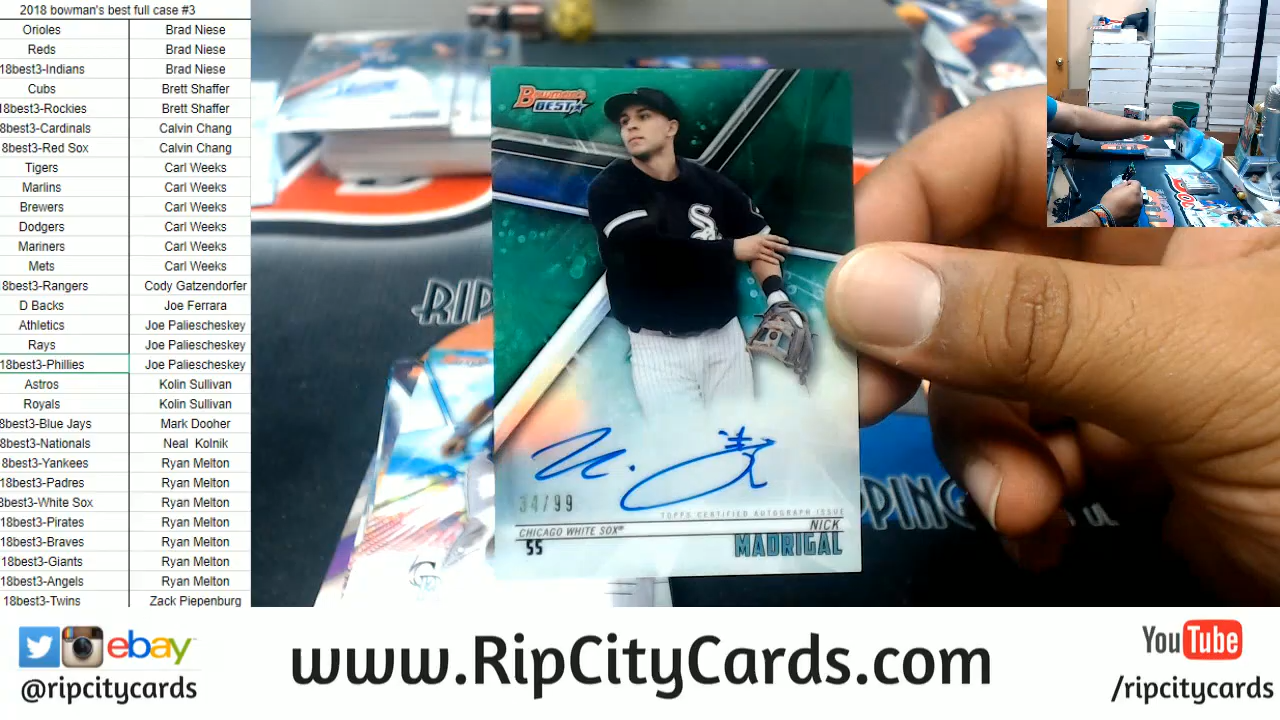 2018 bowman's best full case #3
Orioles Brad Niese
Reds Brad Niese
18best3-Indians Brad Niese
Cubs Brett Shaffer
18best3-Rockies Brett Shaffer
8best3-Cardinals Calvin Chang
8best3-Red Sox Calvin Chang
Tigers Carl Weeks
Marlins Carl Weeks
Brewers Carl Weeks
Dodgers Carl Weeks
Mariners Carl Weeks
Mets Carl Weeks
8best3-Rangers Cody Gatzendorfer
D Backs Joe Ferrara
Athletics Joe Paliescheskey
Rays Joe Paliescheskey
18best3-Phillies Joe Paliescheskey
Astros Kolin Sullivan
Royals Kolin Sullivan
8best3-Blue Jays Mark Dooher
8best3-Nationals Neal Kolnik
8best3-Yankees Ryan Melton
18best3-Padres Ryan Melton
8best3-White Sox Ryan Melton
18best3-Pirates Ryan Melton
18best3-Braves Ryan Melton
18best3-Giants Ryan Melton
18best3-Angels Ryan Melton
18best3-Twins Zack Piepenburg
BOWMAN'S
BEST
SOX
34/99
TOPPS CERTIFIED AUTOGRAPH ISSUE
CHICAGO WHITE SOX®
NICK
SS
MADRIGAL
RIP
PPING
ebay
@ripcitycards
www.RipCityCards.com
YouTube
/ripcitycards